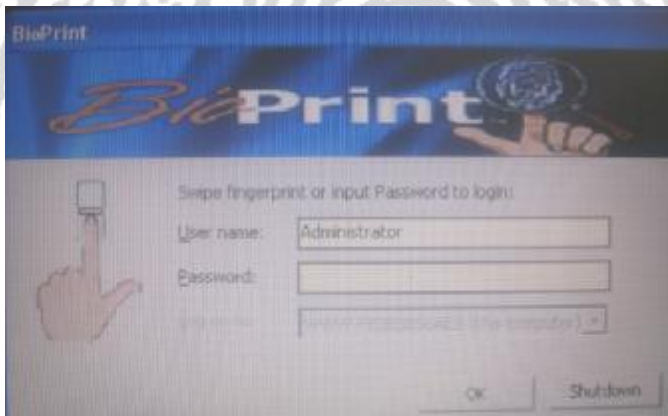 BioPrint
BioPrint
Swipe fingerprint or input Password to login:
User name: Administrator
Password:
OK Shutdown